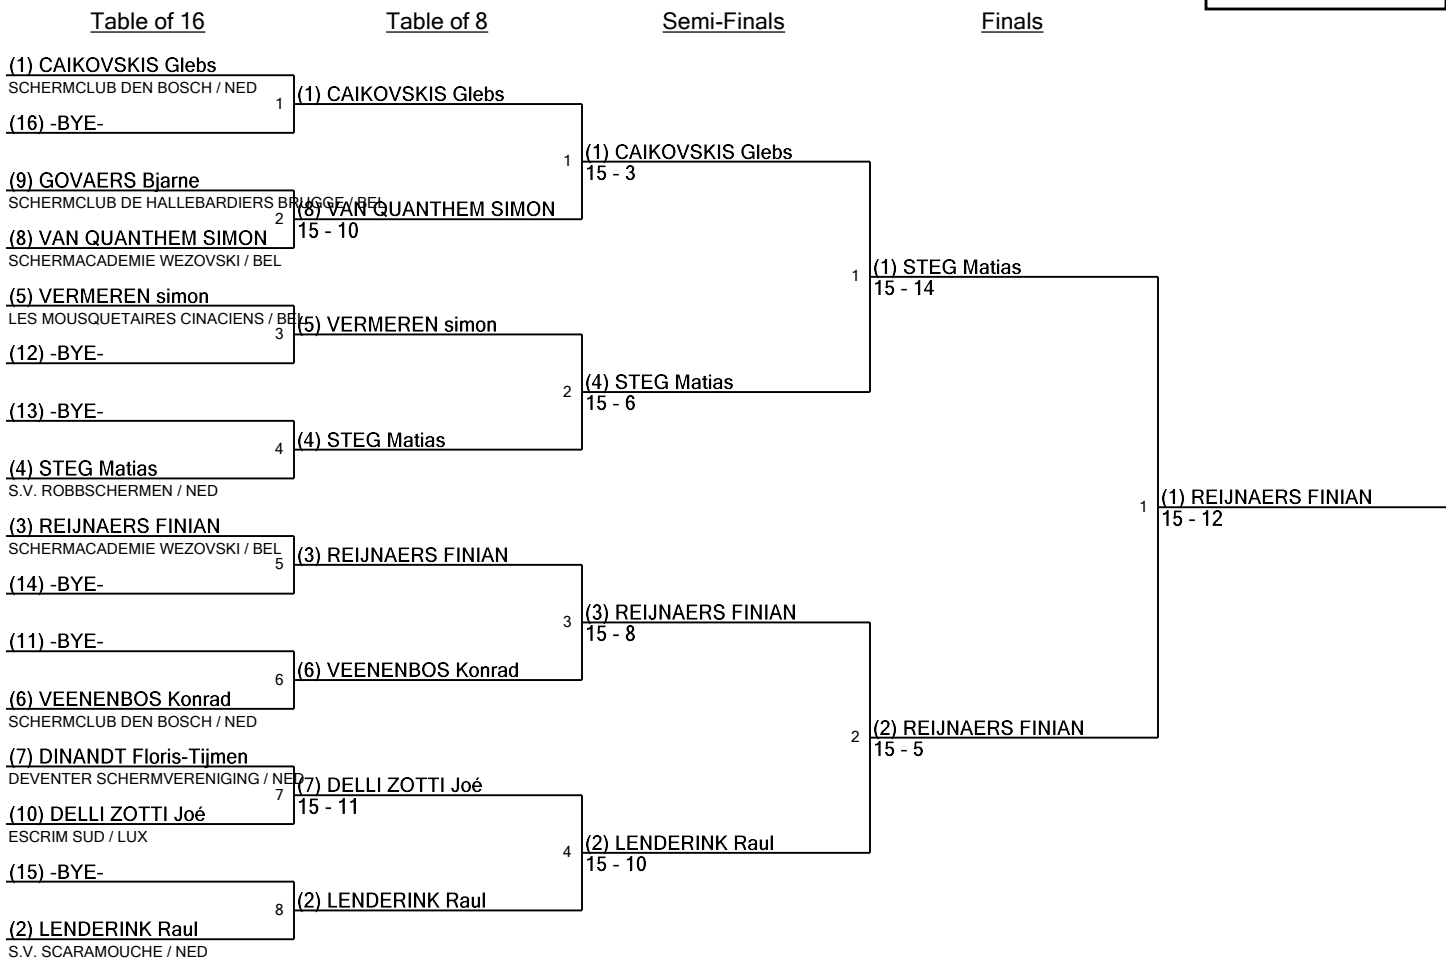 Table of 16
Table of 8
Semi-Finals
Finals
(1) CAIKOVSKIS Glebs
SCHERMCLUB DEN BOSCH / NED
1
(16) -BYE-
(9) GOVAERS Bjarne
SCHERMCLUB DE HALLEBARDIERS BRUGGE / BEL
2
(8) VAN QUANTHEM SIMON
SCHERMACADEMIE WEZOVSKI / BEL
(5) VERMEREN simon
LES MOUSQUETAIRES CINACIENS / BEL
3
(12) -BYE-
(13) -BYE-
4
(4) STEG Matias
S.V. ROBBSCHERMEN / NED
(3) REIJNAERS FINIAN
SCHERMACADEMIE WEZOVSKI / BEL
5
(14) -BYE-
(11) -BYE-
6
(6) VEENENBOS Konrad
SCHERMCLUB DEN BOSCH / NED
(7) DINANDT Floris-Tijmen
DEVENTER SCHERMVERENIGING / NED
7
(10) DELLI ZOTTI Joé
ESCRIM SUD / LUX
(15) -BYE-
8
(2) LENDERINK Raul
S.V. SCARAMOUCHE / NED
(1) CAIKOVSKIS Glebs
1
(8) VAN QUANTHEM SIMON
15 - 10
(5) VERMEREN simon
2
(4) STEG Matias
(3) REIJNAERS FINIAN
3
(6) VEENENBOS Konrad
(7) DELLI ZOTTI Joé
15 - 11
4
(2) LENDERINK Raul
(1) CAIKOVSKIS Glebs
15 - 3
1
(4) STEG Matias
15 - 6
(3) REIJNAERS FINIAN
15 - 8
2
(2) LENDERINK Raul
15 - 10
(1) STEG Matias
15 - 14
1
(2) REIJNAERS FINIAN
15 - 5
(1) REIJNAERS FINIAN
15 - 12